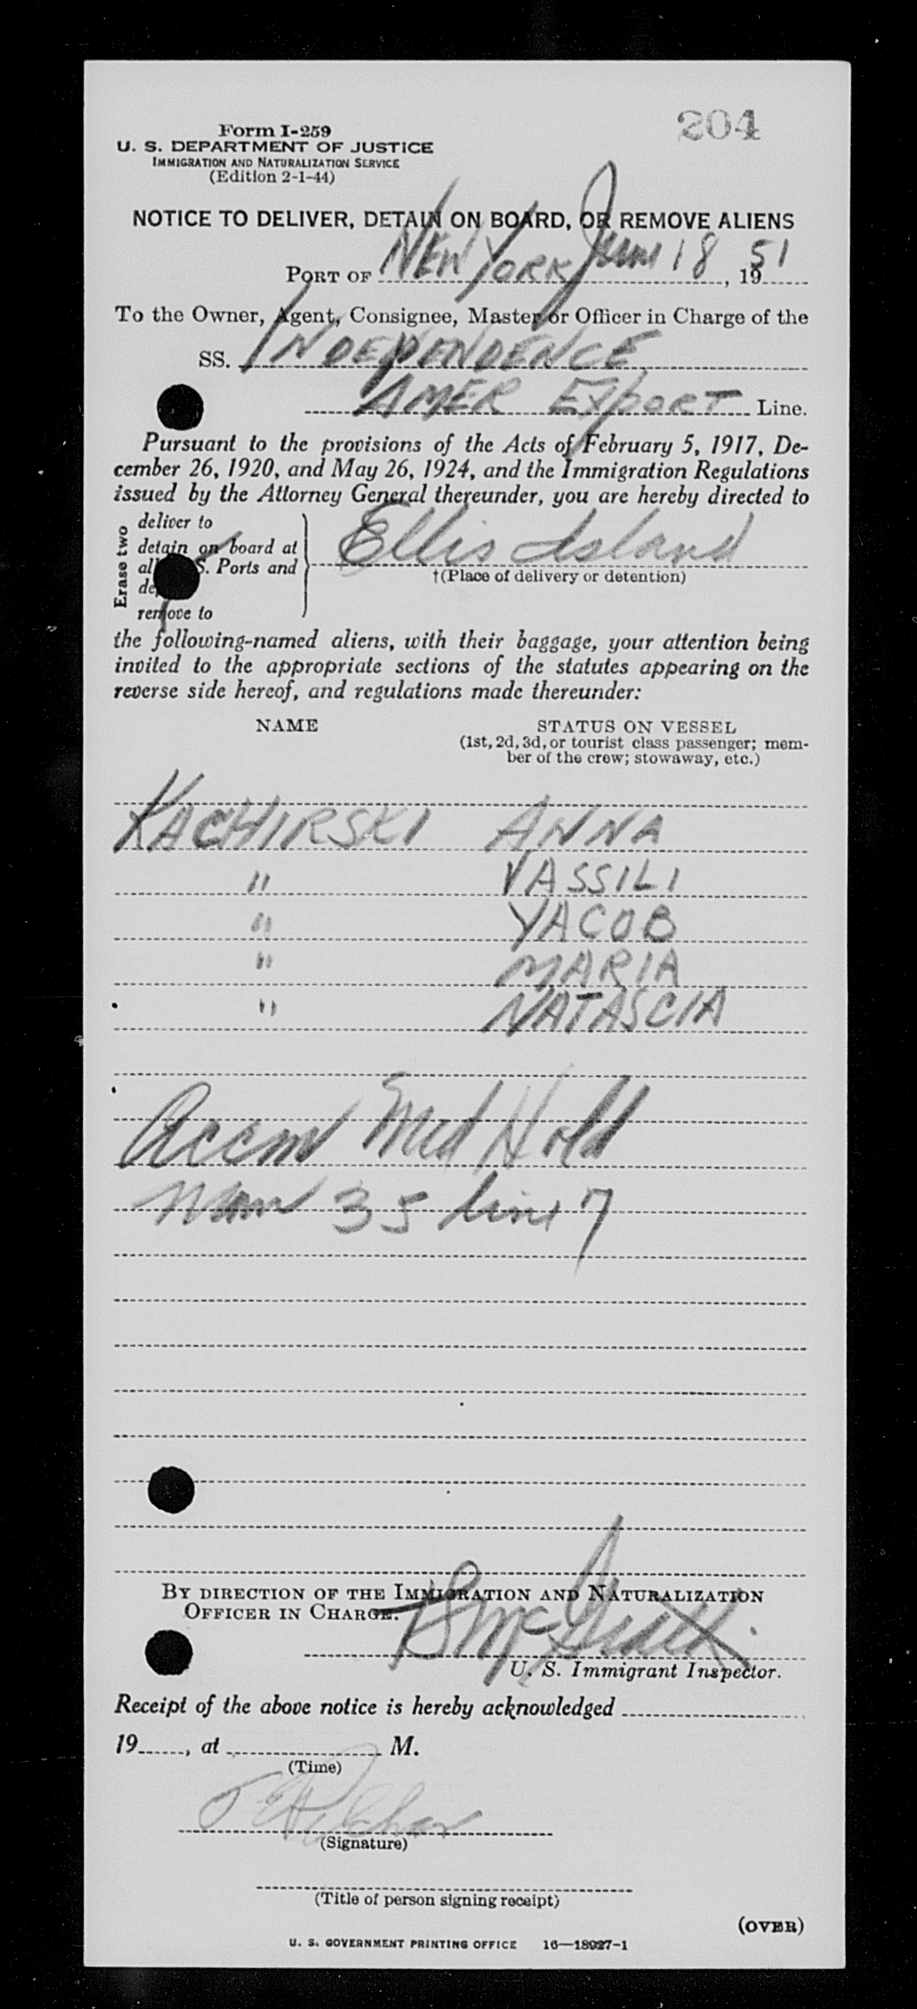 204
Form I-259
U. S. DEPARTMENT OF JUSTICE
IMMIGRATION AND NATURALIZATION SERVICE
(Edition 2-1-44)
NOTICE TO DELIVER, DETAIN ON BOARD, OR REMOVE ALIENS
PORT OF NEW YORK June 18, 1951
To the Owner, Agent, Consignee, Master or Officer in Charge of the
SS. INDEPENDENCE
AMER EXPORT Line.
Pursuant to the provisions of the Acts of February 5, 1917, De-
cember 26, 1920, and May 26, 1924, and the Immigration Regulations
issued by the Attorney General thereunder, you are hereby directed to
Erase two
deliver to
detain on board at
S. Ports and
remove to
Ellis Island
†(Place of delivery or detention)
the following-named aliens, with their baggage, your attention being
invited to the appropriate sections of the statutes appearing on the
reverse side hereof, and regulations made thereunder:
NAME STATUS ON VESSEL
(1st, 2d, 3d, or tourist class passenger; mem-
ber of the crew; stowaway, etc.)
KACHIRSKI ANNA
" VASSILI
" YACOB
" MARIA
" NATASCIA
Accm Med Hold
Man 35 line 7
BY DIRECTION OF THE IMMIGRATION AND NATURALIZATION
OFFICER IN CHARGE.
McGrath
U. S. Immigrant Inspector.
Receipt of the above notice is hereby acknowledged
19, at M.
(Time)
(Signature)
(Title of person signing receipt)
(OVER)
U. S. GOVERNMENT PRINTING OFFICE 16—18927-1